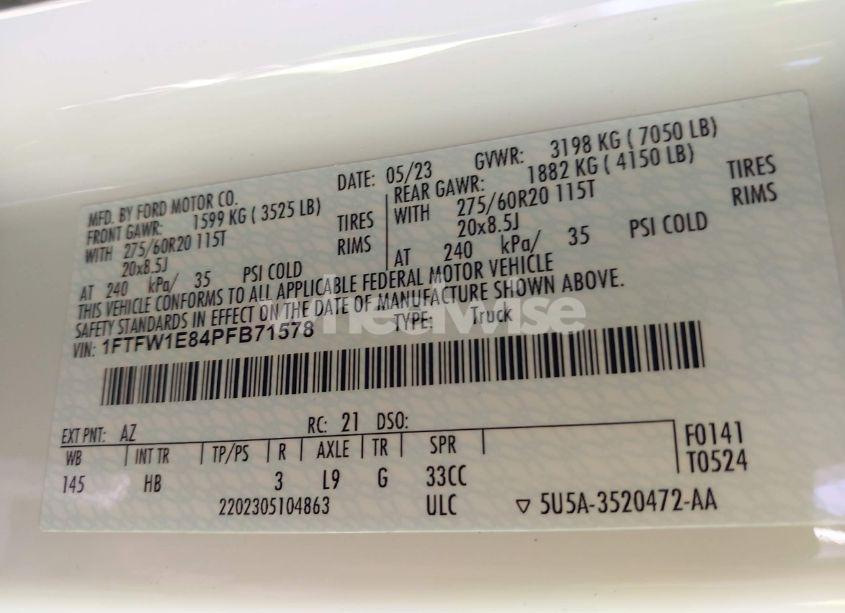 MFD. BY FORD MOTOR CO.
DATE: 05/23
GVWR: 3198 KG ( 7050 LB)
FRONT GAWR: 1599 KG ( 3525 LB)
REAR GAWR: 1882 KG ( 4150 LB)
WITH 275/60R20 115T TIRES
WITH 275/60R20 115T TIRES
20x8.5J RIMS
20x8.5J RIMS
AT 240 kPa/ 35 PSI COLD
AT 240 kPa/ 35 PSI COLD
THIS VEHICLE CONFORMS TO ALL APPLICABLE FEDERAL MOTOR VEHICLE
SAFETY STANDARDS IN EFFECT ON THE DATE OF MANUFACTURE SHOWN ABOVE.
VIN: 1FTFW1E84PFB71578 TYPE: Truck
EXT PNT: AZ RC: 21 DSO:
WB INT TR TP/PS R AXLE TR SPR F0141
145 HB 3 L9 G 33CC T0524
2202305104863 ULC ▽ 5U5A-3520472-AA
wheelwise